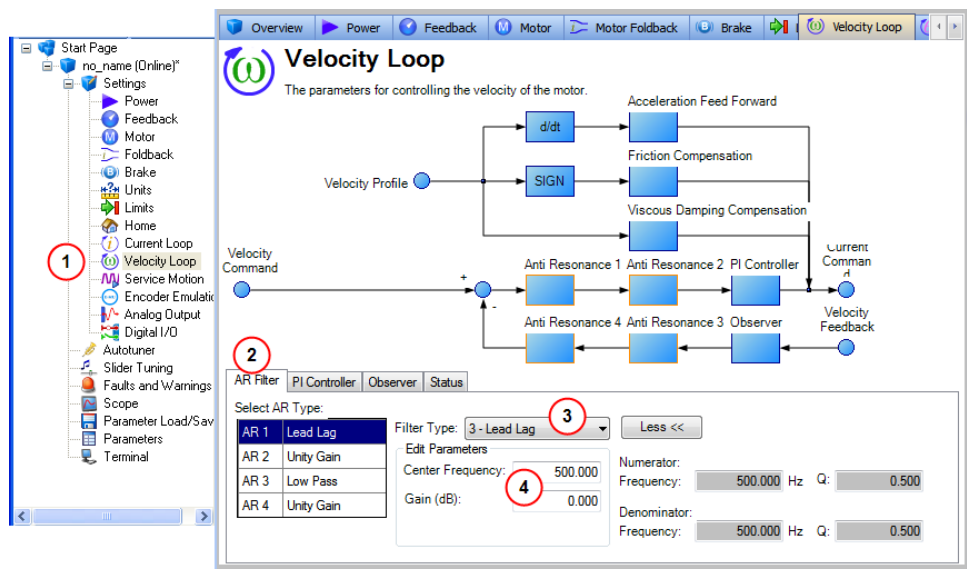 Start Page
no_name (Online)*
Settings
Power
Feedback
Motor
Foldback
Brake
Units
Limits
Home
Current Loop
1
Velocity Loop
Service Motion
Encoder Emulatio
Analog Output
Digital I/O
Autotuner
Slider Tuning
Faults and Warnings
Scope
Parameter Load/Sav
Parameters
Terminal
Overview Power Feedback Motor Motor Foldback Brake Velocity Loop
Velocity Loop
The parameters for controlling the velocity of the motor.
Acceleration Feed Forward
d/dt
Friction Compensation
Velocity Profile
SIGN
Viscous Damping Compensation
Velocity
Command
Current
Comman
d
+
-
Anti Resonance 1 Anti Resonance 2 PI Controller
Velocity
Feedback
Anti Resonance 4 Anti Resonance 3 Observer
2
AR Filter PI Controller Observer Status
Select AR Type:
AR 1 Lead Lag
AR 2 Unity Gain
AR 3 Low Pass
AR 4 Unity Gain
Filter Type: 3 - Lead Lag 3 Less <<
Edit Parameters
Center Frequency: 500.000
4
Gain (dB): 0.000
Numerator:
Frequency: 500.000 Hz Q: 0.500
Denominator:
Frequency: 500.000 Hz Q: 0.500